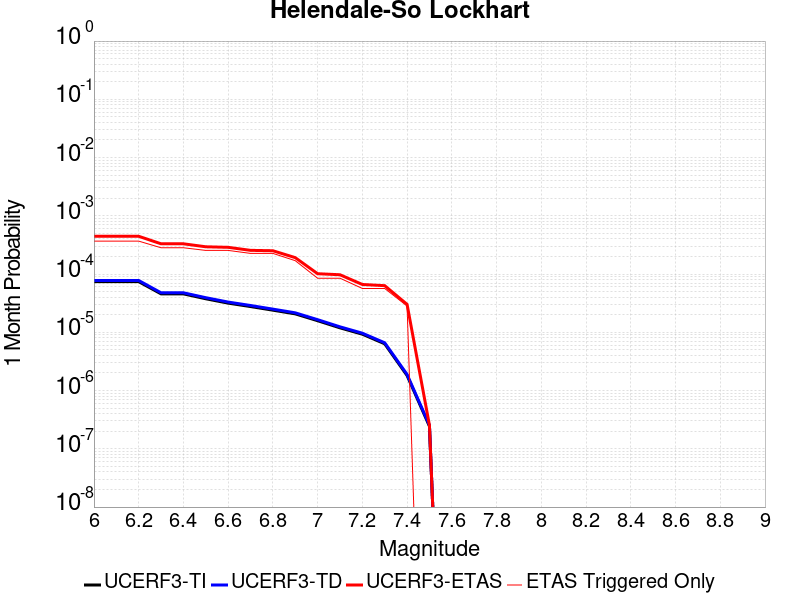 Helendale-So Lockhart
10^0
10^-1
10^-2
10^-3
10^-4
10^-5
10^-6
10^-7
10^-8
1 Month Probability
6 6.2 6.4 6.6 6.8 7 7.2 7.4 7.6 7.8 8 8.2 8.4 8.6 8.8 9
Magnitude
UCERF3-TI UCERF3-TD UCERF3-ETAS ETAS Triggered Only